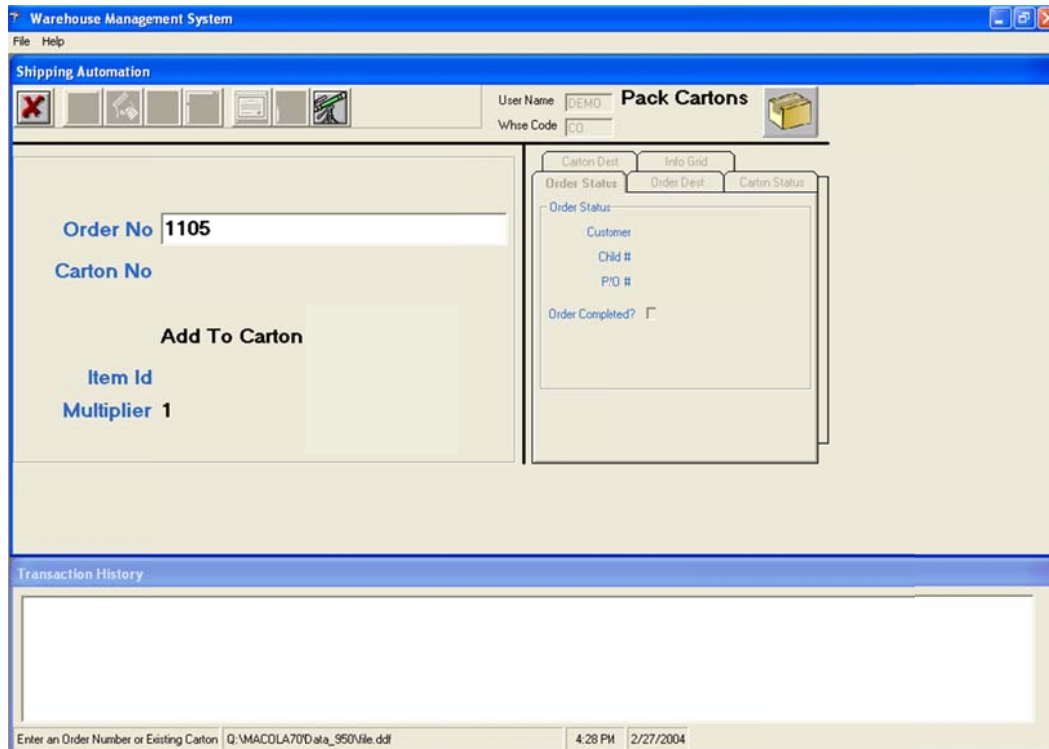 Warehouse Management System
File Help
Shipping Automation
User Name DEMO
Pack Cartons
Whse Code CO
Order No 1105
Carton No
Add To Carton
Item Id
Multiplier 1
Carton Dest Info Grid
Order Status Order Dest Carton Status
Order Status
Customer
Child #
P/O #
Order Completed?
Transaction History
Enter an Order Number or Existing Carton Q:\MACOLA70\Data_950\file.ddf 4:28 PM 2/27/2004